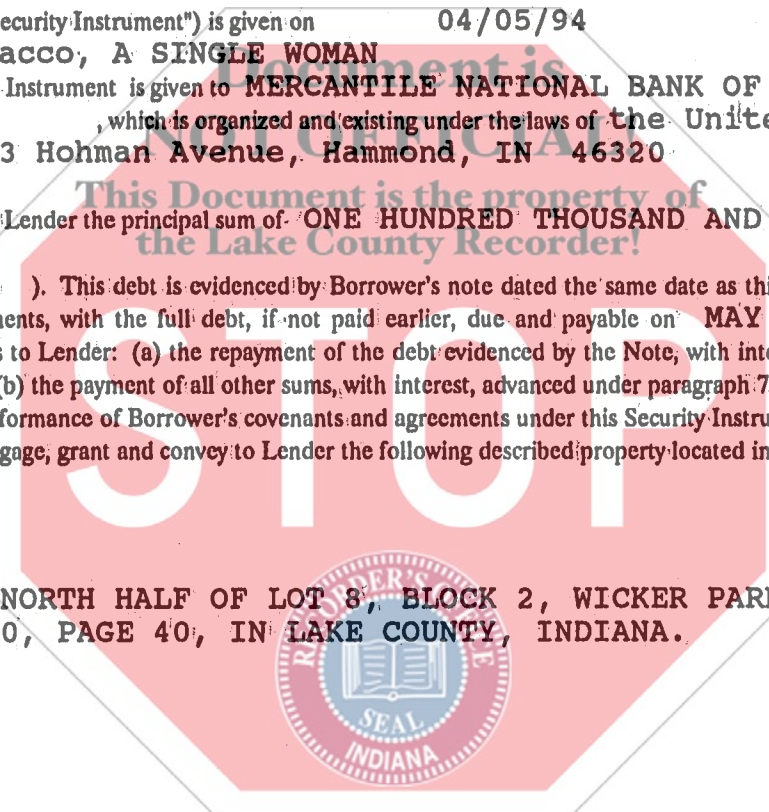 ecurity Instrument") is given on 04/05/94
acco, A SINGLE WOMAN
Document is
Instrument is given to MERCANTILE NATIONAL BANK OF
, which is organized and existing under the laws of the Unite
NOT OFFICIAL
3 Hohman Avenue, Hammond, IN 46320
This Document is the property of
Lender the principal sum of ONE HUNDRED THOUSAND AND
the Lake County Recorder!
). This debt is evidenced by Borrower's note dated the same date as thi
nents, with the full debt, if not paid earlier, due and payable on MAY
s to Lender: (a) the repayment of the debt evidenced by the Note, with inte
(b) the payment of all other sums, with interest, advanced under paragraph 7
formance of Borrower's covenants and agreements under this Security Instru
gage, grant and convey to Lender the following described property located in
STOP
NORTH HALF OF LOT 8, BLOCK 2, WICKER PAR
0, PAGE 40, IN LAKE COUNTY, INDIANA.
RECORDER'S OFFICE
SEAL
INDIANA